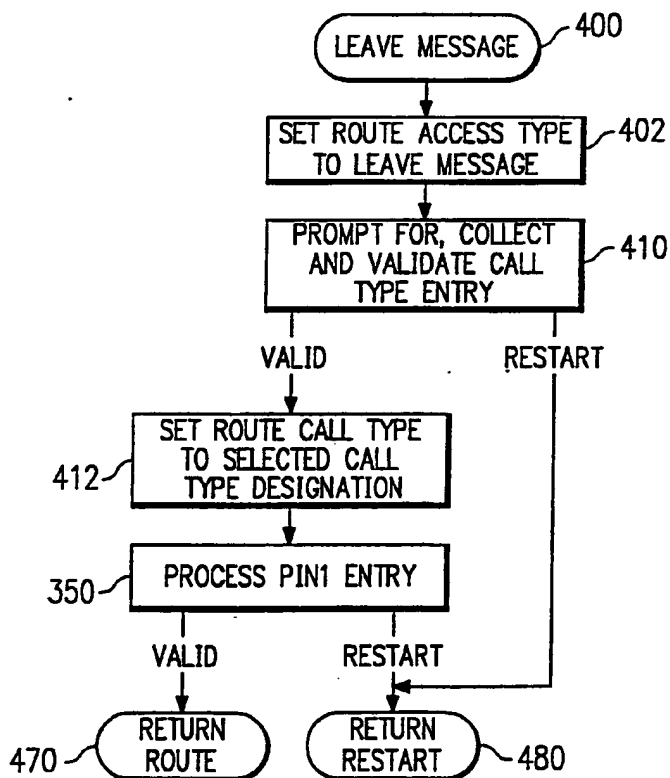 LEAVE MESSAGE
400
SET ROUTE ACCESS TYPE
TO LEAVE MESSAGE
402
PROMPT FOR, COLLECT
AND VALIDATE CALL
TYPE ENTRY
410
VALID
RESTART
SET ROUTE CALL TYPE
TO SELECTED CALL
TYPE DESIGNATION
412
PROCESS PIN1 ENTRY
350
VALID
RESTART
RETURN
ROUTE
470
RETURN
RESTART
480